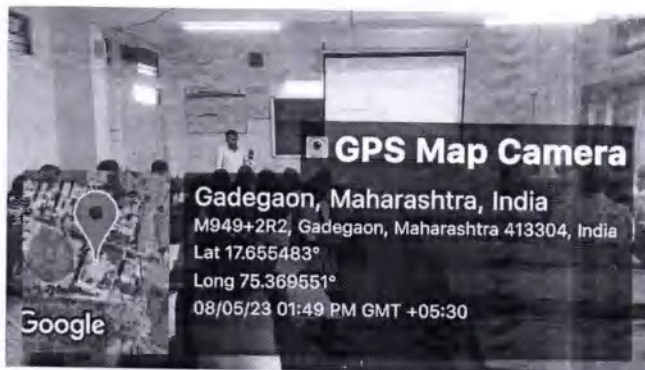 GPS Map Camera
Gadegaon, Maharashtra, India
M949+2R2, Gadegaon, Maharashtra 413304, India
Lat 17.655483°
Long 75.369551°
08/05/23 01:49 PM GMT +05:30
Google